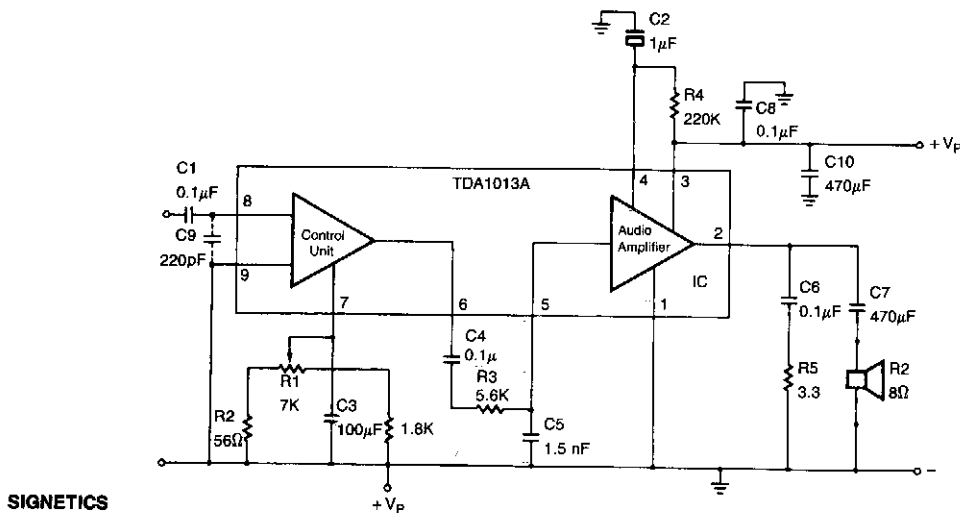 C2
1μF
R4
220K
C8
0.1μF
+ Vp
C10
470μF
C1
0.1μF
TDA1013A
4
3
8
C9
220pF
9
Control
Unit
Audio
Amplifier
2
IC
7
6
5
1
C6
0.1μF
C7
470μF
C4
0.1μ
R3
5.6K
R1
7K
R5
3.3
R2
8Ω
R2
56Ω
C3
100μF
1.8K
C5
1.5 nF
–
+ Vp
SIGNETICS